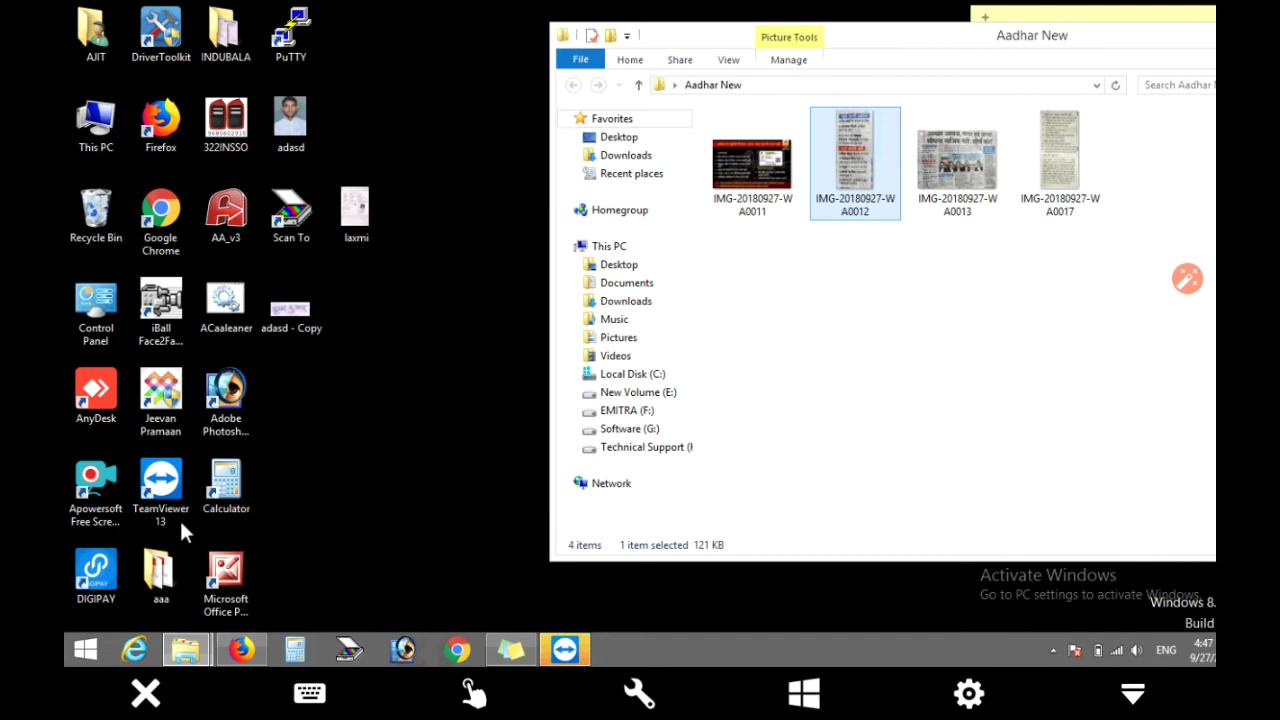 AJIT
DriverToolkit
INDUBALA
PuTTY
This PC
Firefox
322INSSO
adasd
Recycle Bin
Google
Chrome
AA_v3
Scan To
laxmi
Control
Panel
iBall
Face2Fa...
ACaaleaner
adasd - Copy
AnyDesk
Jeevan
Pramaan
Adobe
Photosh...
Apowersoft
Free Scre...
TeamViewer
13
Calculator
DIGIPAY
aaa
Microsoft
Office P...
Picture Tools
Aadhar New
File
Home
Share
View
Manage
Aadhar New
Search Aadhar
Favorites
Desktop
Downloads
Recent places
Homegroup
This PC
Desktop
Documents
Downloads
Music
Pictures
Videos
Local Disk (C:)
New Volume (E:)
EMITRA (F:)
Software (G:)
Technical Support (
Network
IMG-20180927-W
A0011
IMG-20180927-W
A0012
IMG-20180927-W
A0013
IMG-20180927-W
A0017
4 items
1 item selected 121 KB
Activate Windows
Go to PC settings to activate Windows.
Windows 8.
Build
ENG
4:47
9/27/